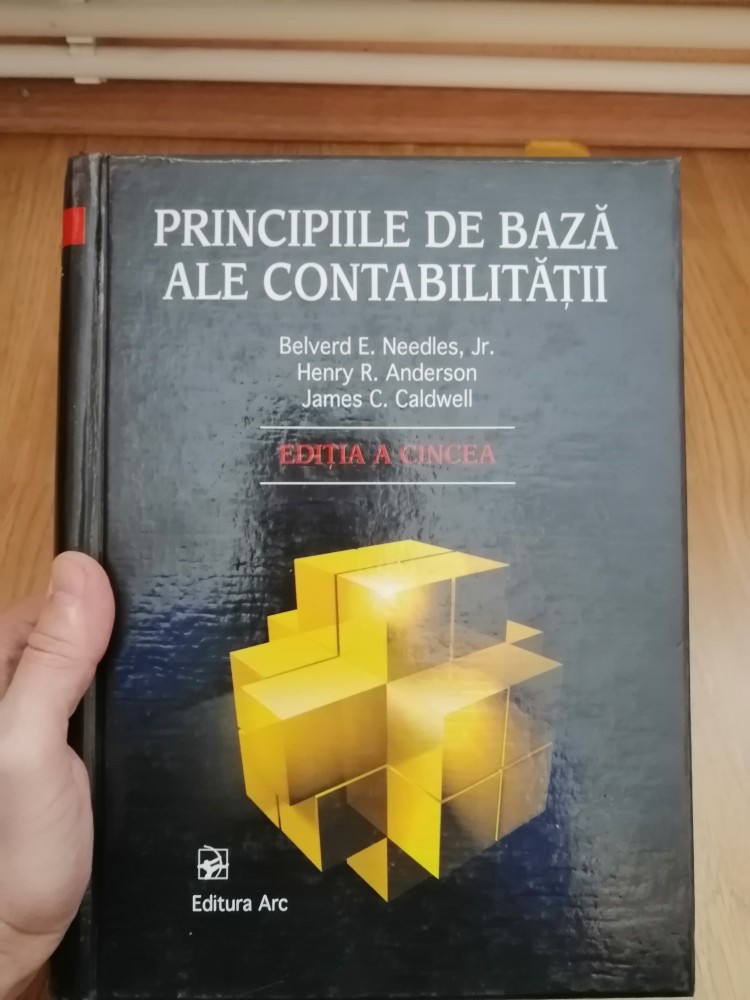 PRINCIPIILE DE BAZĂ
ALE CONTABILITĂȚII
Belverd E. Needles, Jr.
Henry R. Anderson
James C. Caldwell
EDIȚIA A CINCEA
Editura Arc